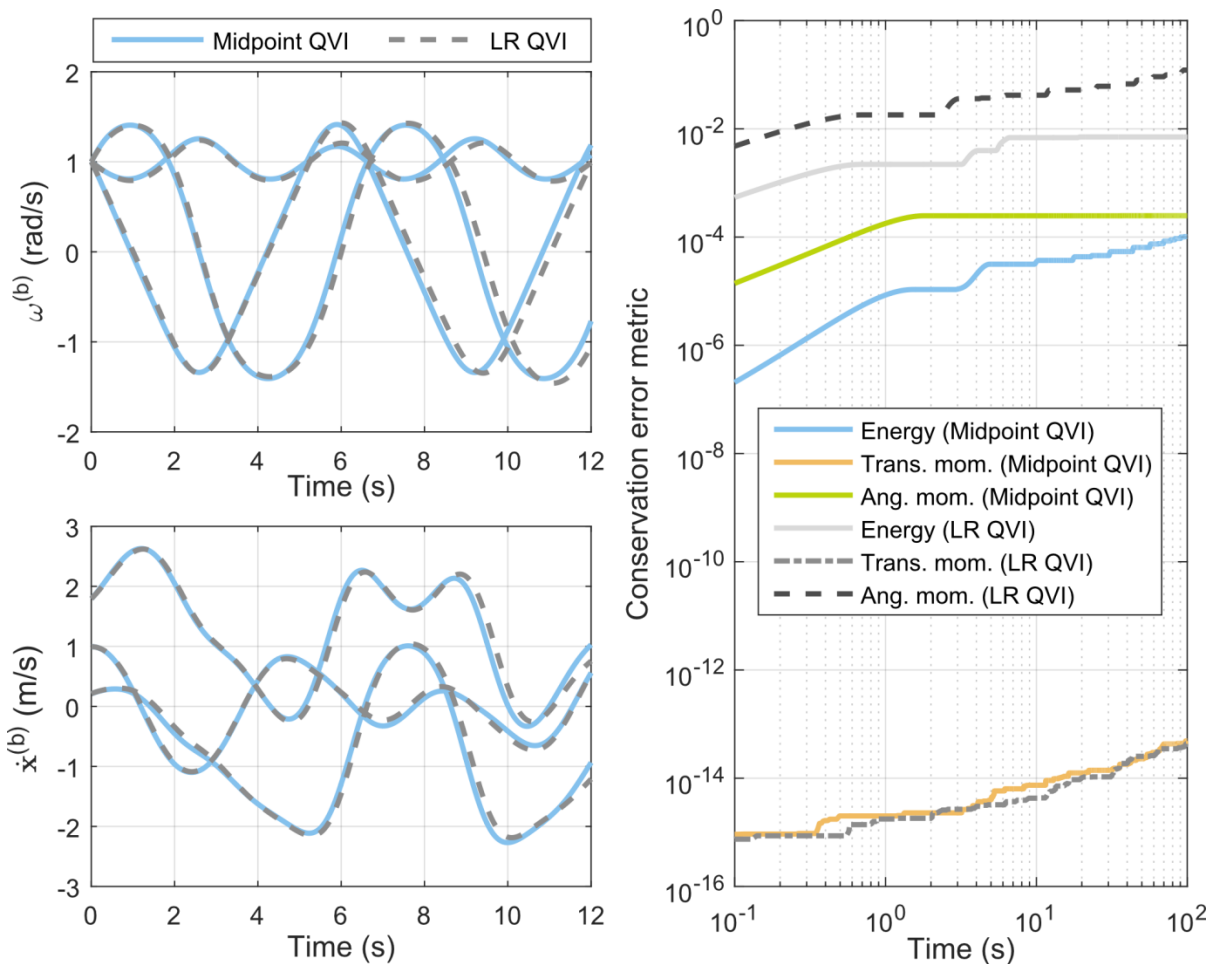 Midpoint QVI
LR QVI
2
1
0
-1
-2
0 2 4 6 8 10 12
Time (s)
ω(b) (rad/s)
3
2
1
0
-1
-2
-3
0 2 4 6 8 10 12
Time (s)
ẋ(b) (m/s)
10^0
10^-2
10^-4
10^-6
10^-8
10^-10
10^-12
10^-14
10^-16
Conservation error metric
Energy (Midpoint QVI)
Trans. mom. (Midpoint QVI)
Ang. mom. (Midpoint QVI)
Energy (LR QVI)
Trans. mom. (LR QVI)
Ang. mom. (LR QVI)
10^-1 10^0 10^1 10^2
Time (s)